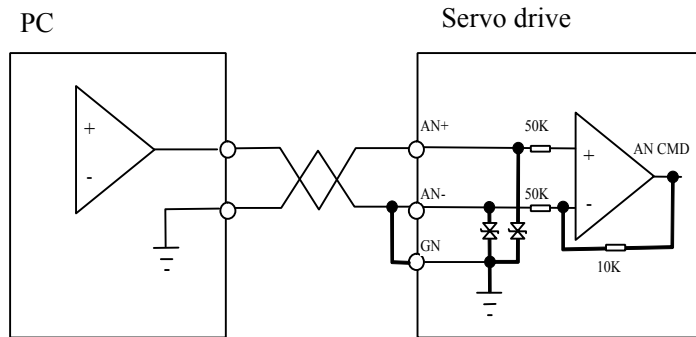 PC
Servo drive
AN+
50K
AN CMD
+
-
+
-
AN-
50K
GN
10K